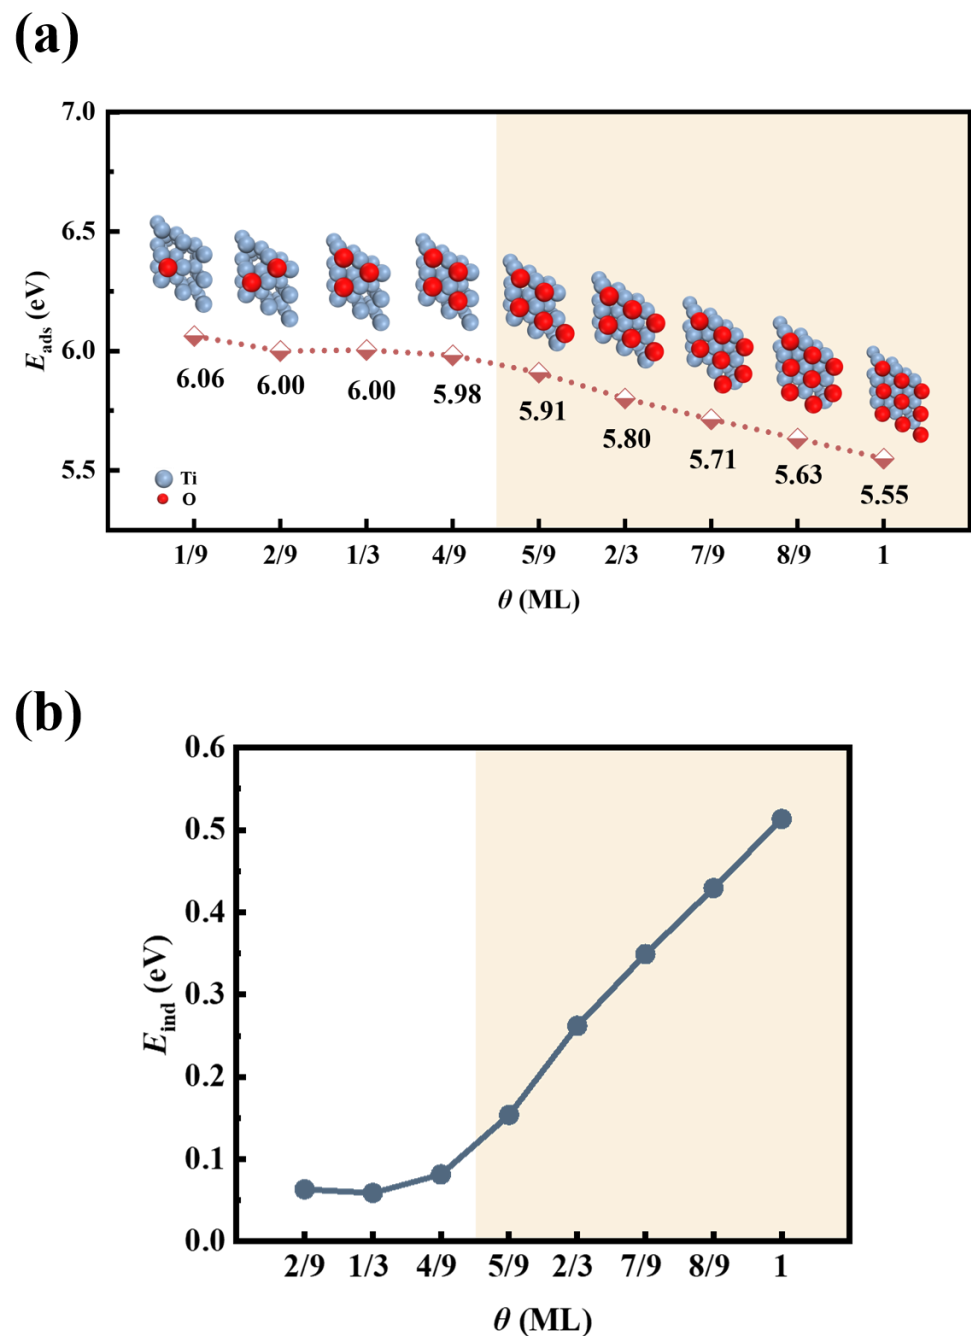 (a)
7.0
6.5
6.0
5.5
E_ads (eV)
6.06 6.00 6.00 5.98 5.91 5.80 5.71 5.63 5.55
Ti
O
1/9 2/9 1/3 4/9 5/9 2/3 7/9 8/9 1
θ (ML)
(b)
0.6
0.5
0.4
0.3
0.2
0.1
0.0
E_ind (eV)
2/9 1/3 4/9 5/9 2/3 7/9 8/9 1
θ (ML)